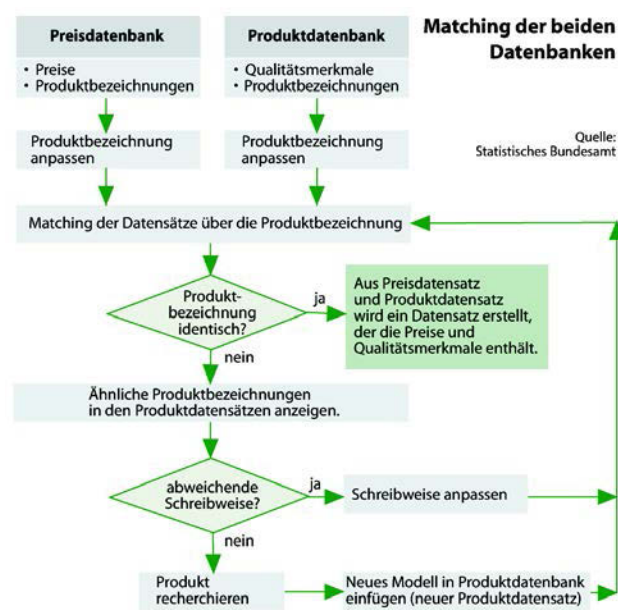 Matching der beiden
Datenbanken
Quelle:
Statistisches Bundesamt
Preisdatenbank
• Preise
• Produktbezeichnungen
Produktdatenbank
• Qualitätsmerkmale
• Produktbezeichnungen
Produktbezeichnung
anpassen
Produktbezeichnung
anpassen
Matching der Datensätze über die Produktbezeichnung
Produkt-
bezeichnung
identisch?
ja
Aus Preisdatensatz
und Produktdatensatz
wird ein Datensatz erstellt,
der die Preise und
Qualitätsmerkmale enthält.
nein
Ähnliche Produktbezeichnungen
in den Produktdatensätzen anzeigen.
abweichende
Schreibweise?
ja
Schreibweise anpassen
nein
Produkt
recherchieren
Neues Modell in Produktdatenbank
einfügen (neuer Produktdatensatz)